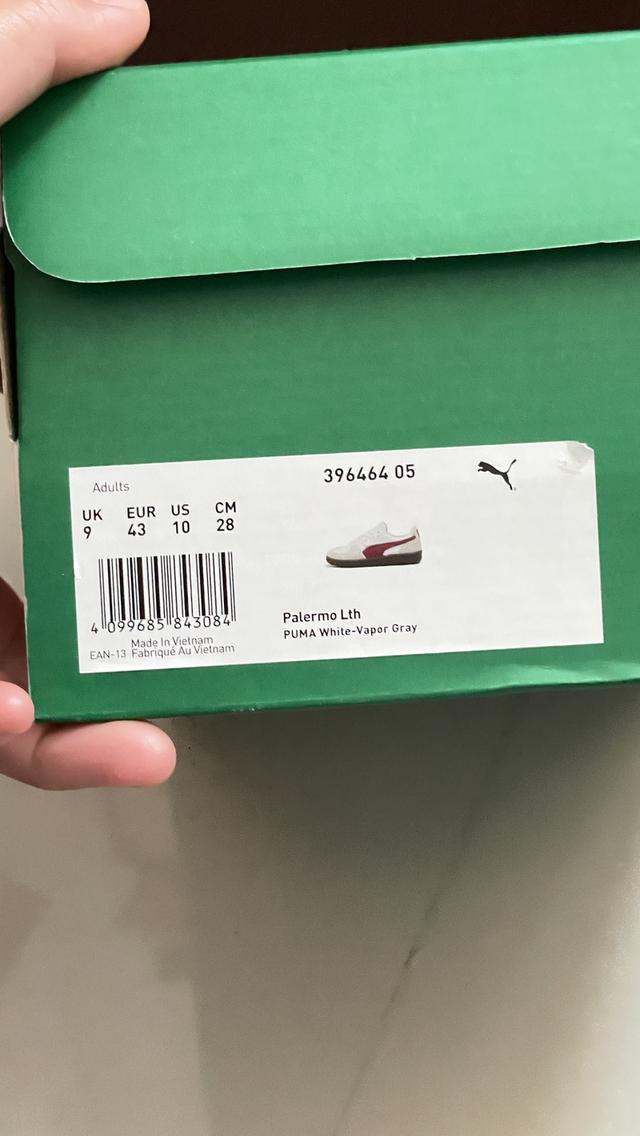 Adults
396464 05
UK EUR US CM
9 43 10 28
4 099685 843084
Made In Vietnam
EAN-13 Fabriqué Au Vietnam
Palermo Lth
PUMA White-Vapor Gray